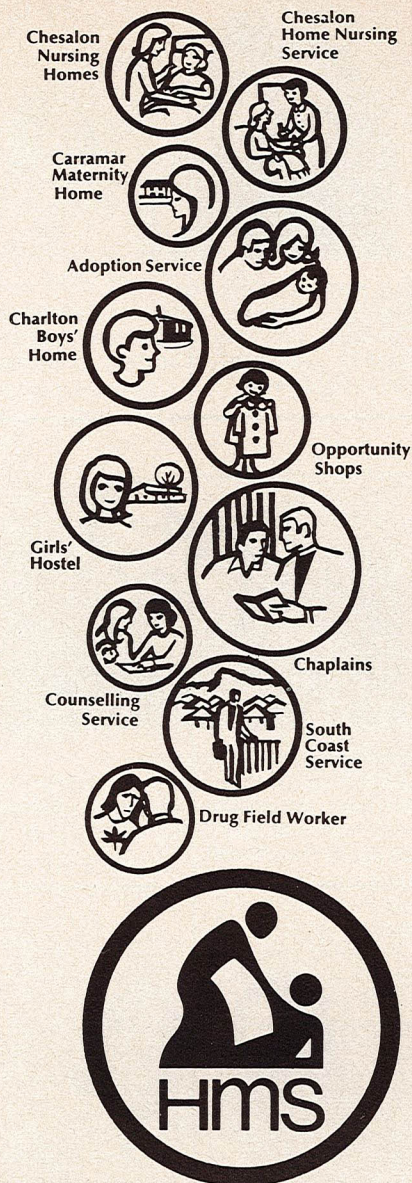 Chesalon
Nursing
Homes
Chesalon
Home Nursing
Service
Carramar
Maternity
Home
Adoption Service
Charlton
Boys'
Home
Opportunity
Shops
Girls'
Hostel
Chaplains
Counselling
Service
South
Coast
Service
Drug Field Worker
HMS